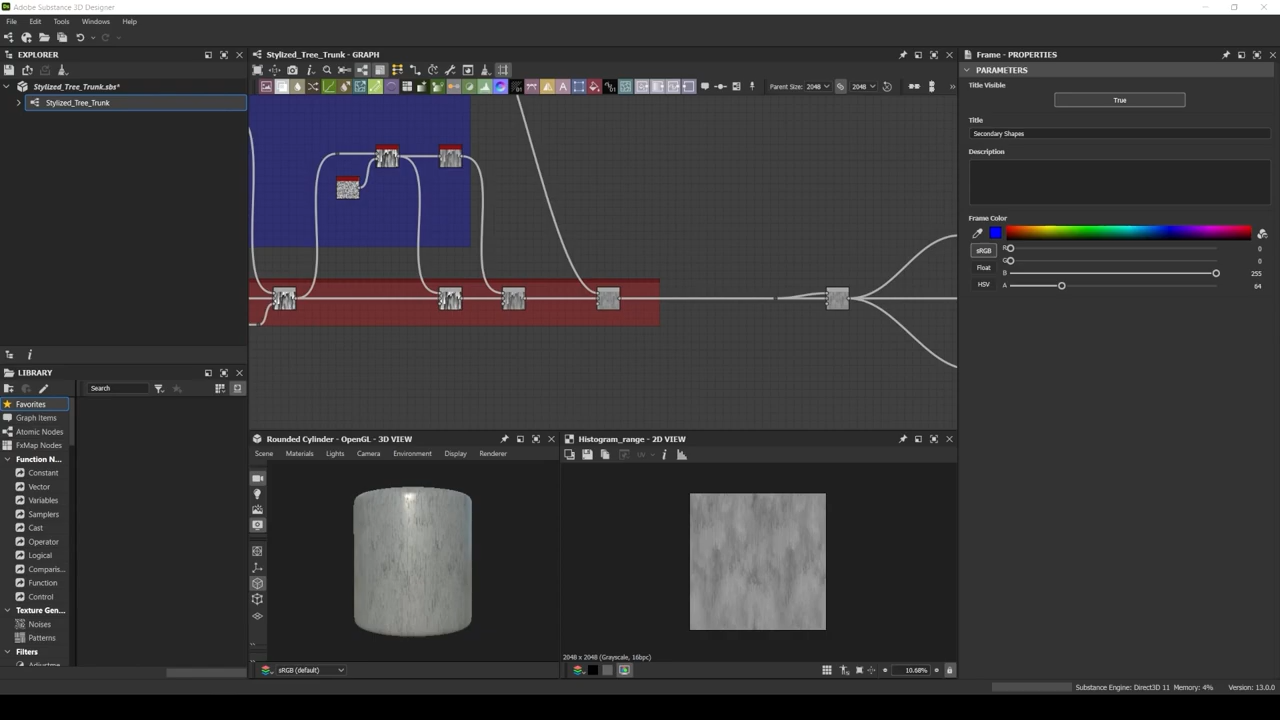 Adobe Substance 3D Designer
File Edit Tools Windows Help
EXPLORER
Stylized_Tree_Trunk.sbs*
Stylized_Tree_Trunk
LIBRARY
Search
Favorites
Graph Items
Atomic Nodes
FxMap Nodes
Function N...
Constant
Vector
Variables
Samplers
Cast
Operator
Logical
Comparis...
Function
Control
Texture Gen...
Noises
Patterns
Filters
Stylized_Tree_Trunk - GRAPH
Parent Size: 2048 2048
Rounded Cylinder - OpenGL - 3D VIEW
Scene Materials Lights Camera Environment Display Renderer
sRGB (default)
Histogram_range - 2D VIEW
UV
2048 x 2048 (Grayscale, 16bpc)
10.68%
Frame - PROPERTIES
PARAMETERS
Title Visible
True
Title
Secondary Shapes
Description
Frame Color
sRGB
Float
HSV
R 0
G 0
B 255
A 64
Substance Engine: Direct3D 11 Memory: 4% Version: 13.0.0